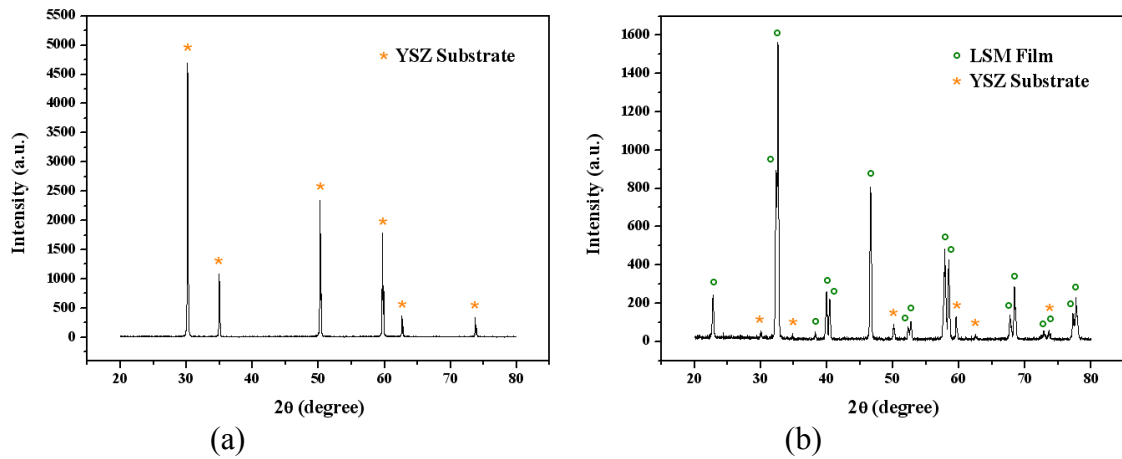 5500
5000
4500
4000
3500
3000
2500
2000
1500
1000
500
0
Intensity (a.u.)
* YSZ Substrate
20 30 40 50 60 70 80
2θ (degree)
(a)
1600
1400
1200
1000
800
600
400
200
0
Intensity (a.u.)
LSM Film
* YSZ Substrate
20 30 40 50 60 70 80
2θ (degree)
(b)